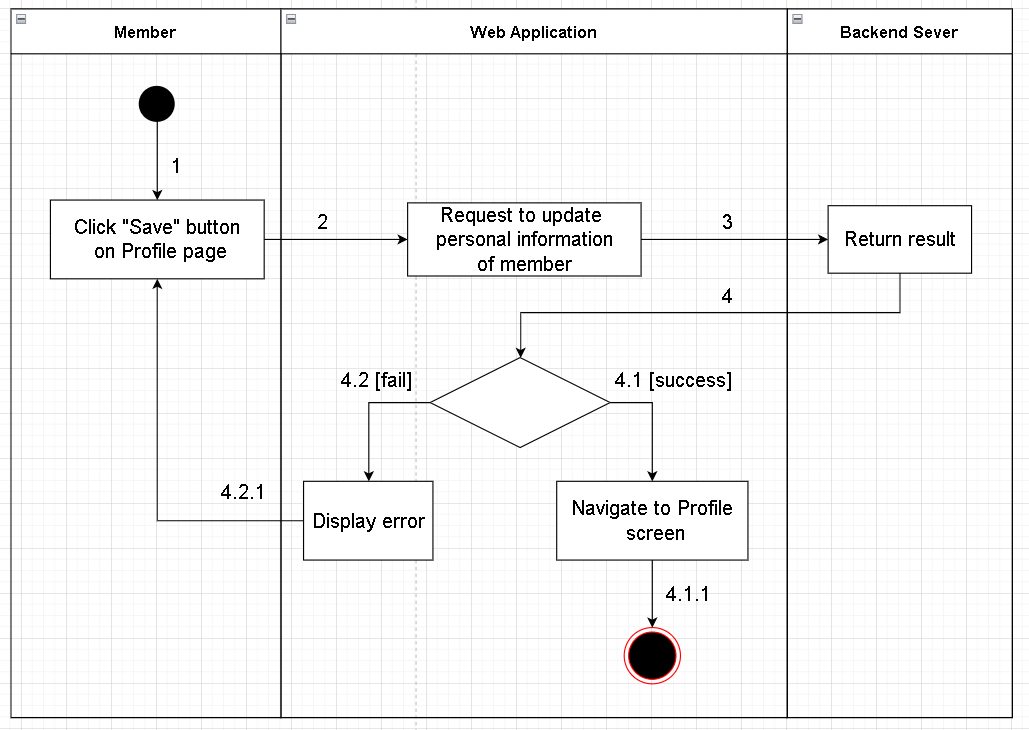 Member
Web Application
Backend Sever
1
Click "Save" button
on Profile page
2
Request to update
personal information
of member
3
Return result
4
4.2 [fail]
4.1 [success]
4.2.1
Display error
Navigate to Profile
screen
4.1.1